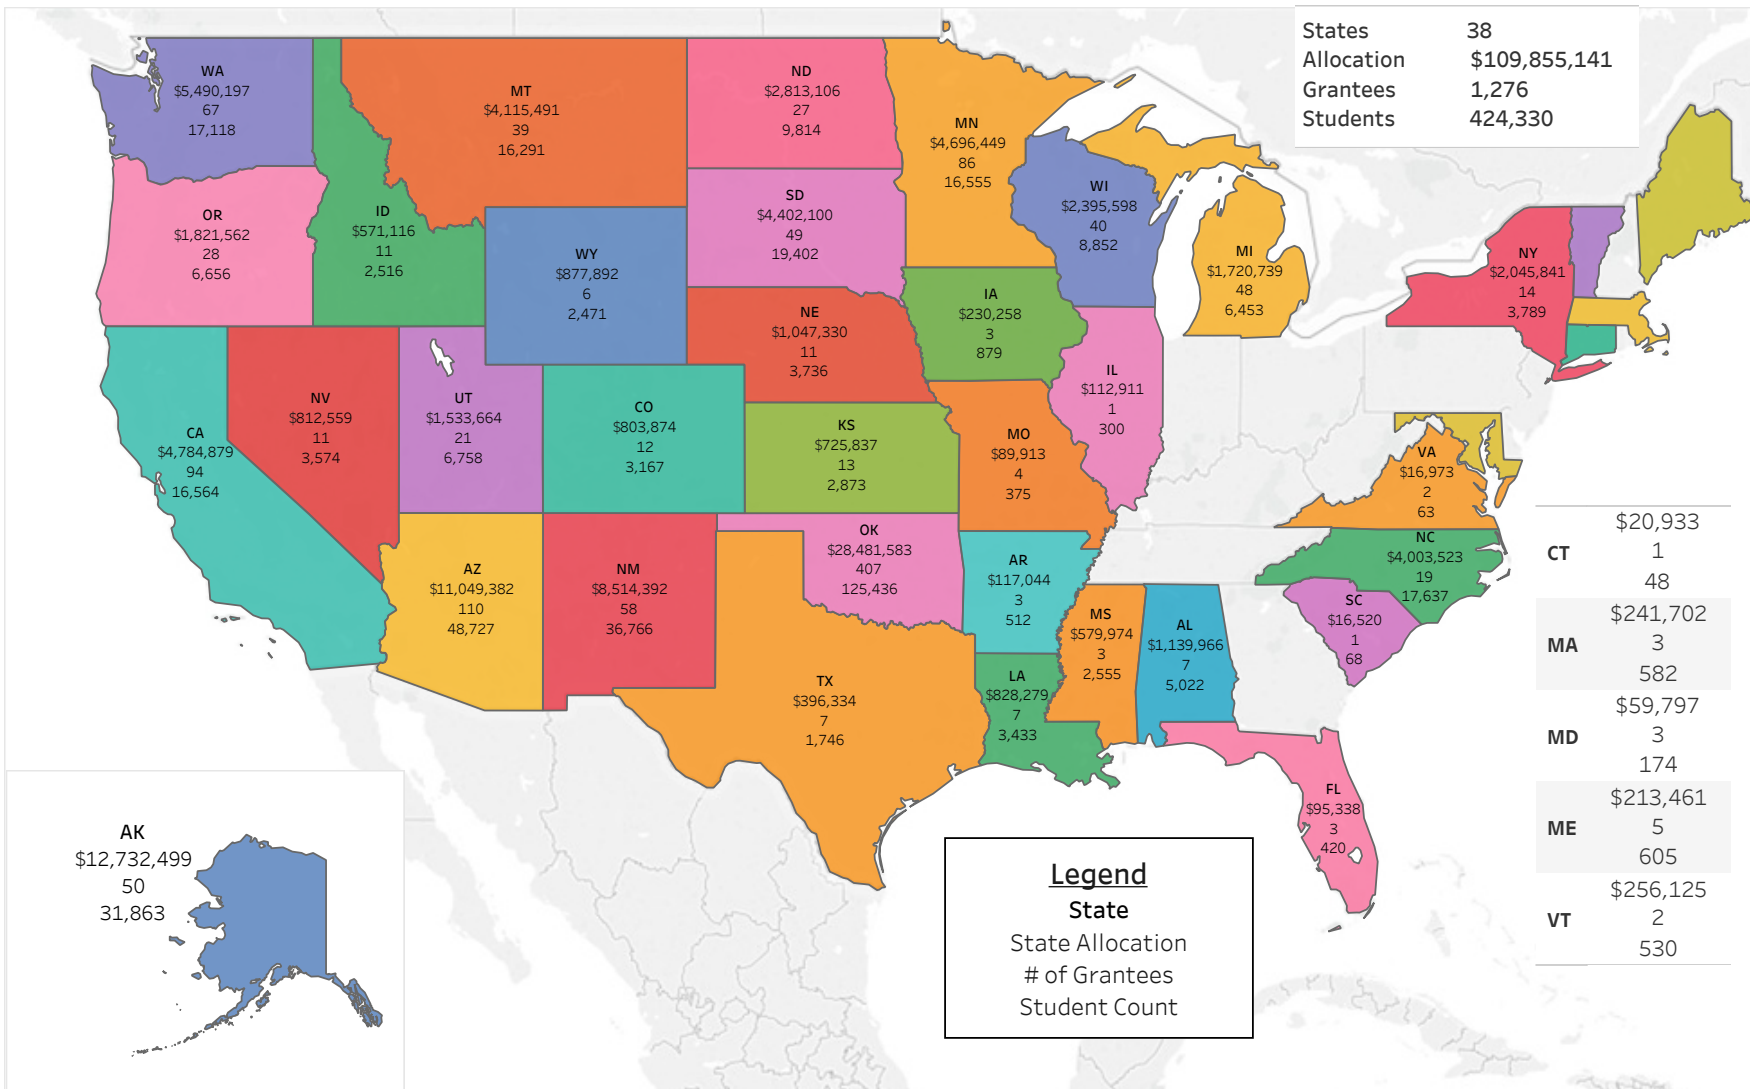 States 38
Allocation $109,855,141
Grantees 1,276
Students 424,330
WA
$5,490,197
67
17,118
MT
$4,115,491
39
16,291
ND
$2,813,106
27
9,814
MN
$4,696,449
86
16,555
WI
$2,395,598
40
8,852
OR
$1,821,562
28
6,656
ID
$571,116
11
2,516
WY
$877,892
6
2,471
SD
$4,402,100
49
19,402
MI
$1,720,739
48
6,453
NY
$2,045,841
14
3,789
NE
$1,047,330
11
3,736
IA
$230,258
3
879
IL
$112,911
1
300
CA
$4,784,879
94
16,564
NV
$812,559
11
3,574
UT
$1,533,664
21
6,758
CO
$803,874
12
3,167
KS
$725,837
13
2,873
MO
$89,913
4
375
VA
$16,973
2
63
AZ
$11,049,382
110
48,727
NM
$8,514,392
58
36,766
OK
$28,481,583
407
125,436
AR
$117,044
3
512
NC
$4,003,523
19
17,637
SC
$16,520
1
68
MS
$579,974
3
2,555
AL
$1,139,966
7
5,022
TX
$396,334
7
1,746
LA
$828,279
7
3,433
FL
$95,338
3
420
$20,933
CT 1
48
$241,702
MA 3
582
$59,797
MD 3
174
$213,461
ME 5
605
$256,125
VT 2
530
AK
$12,732,499
50
31,863
Legend
State
State Allocation
# of Grantees
Student Count